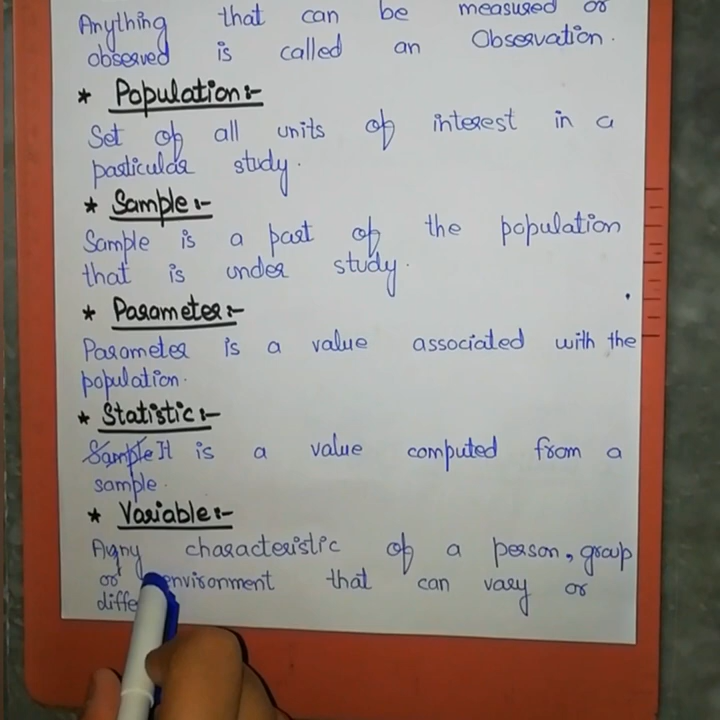 Anything that can be measured or
observed is called an Observation.
* Population:-
Set of all units of interest in a
particular study.
* Sample:-
Sample is a part of the population
that is under study.
* Parameter:-
Parameter is a value associated with the
population.
* Statistic:-
Sample It is a value computed from a
sample.
* Variable:-
characteristic of a person, group
or environment that can vary or